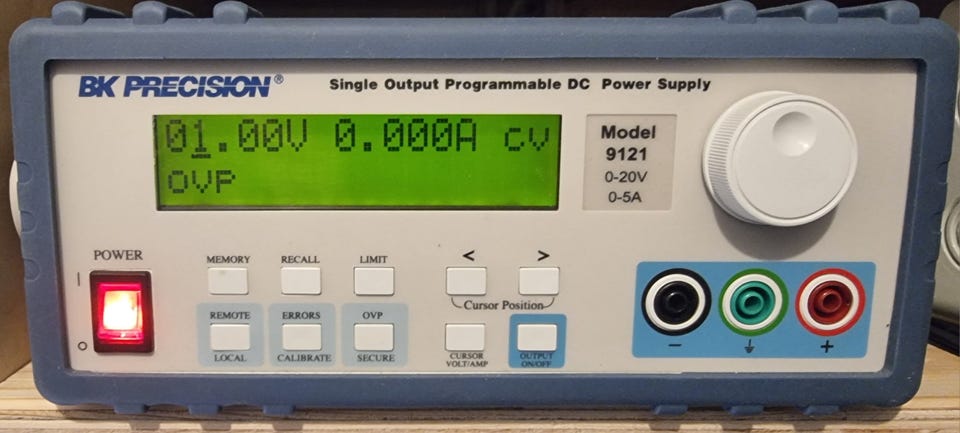 BK PRECISION®
Single Output Programmable DC Power Supply
01.00V 0.000A CV
OVP
Model
9121
0-20V
0-5A
POWER
|
O
MEMORY
RECALL
LIMIT
<
>
Cursor Position
REMOTE
LOCAL
ERRORS
CALIBRATE
OVP
SECURE
CURSOR
VOLT/AMP
OUTPUT
ON/OFF
−
+